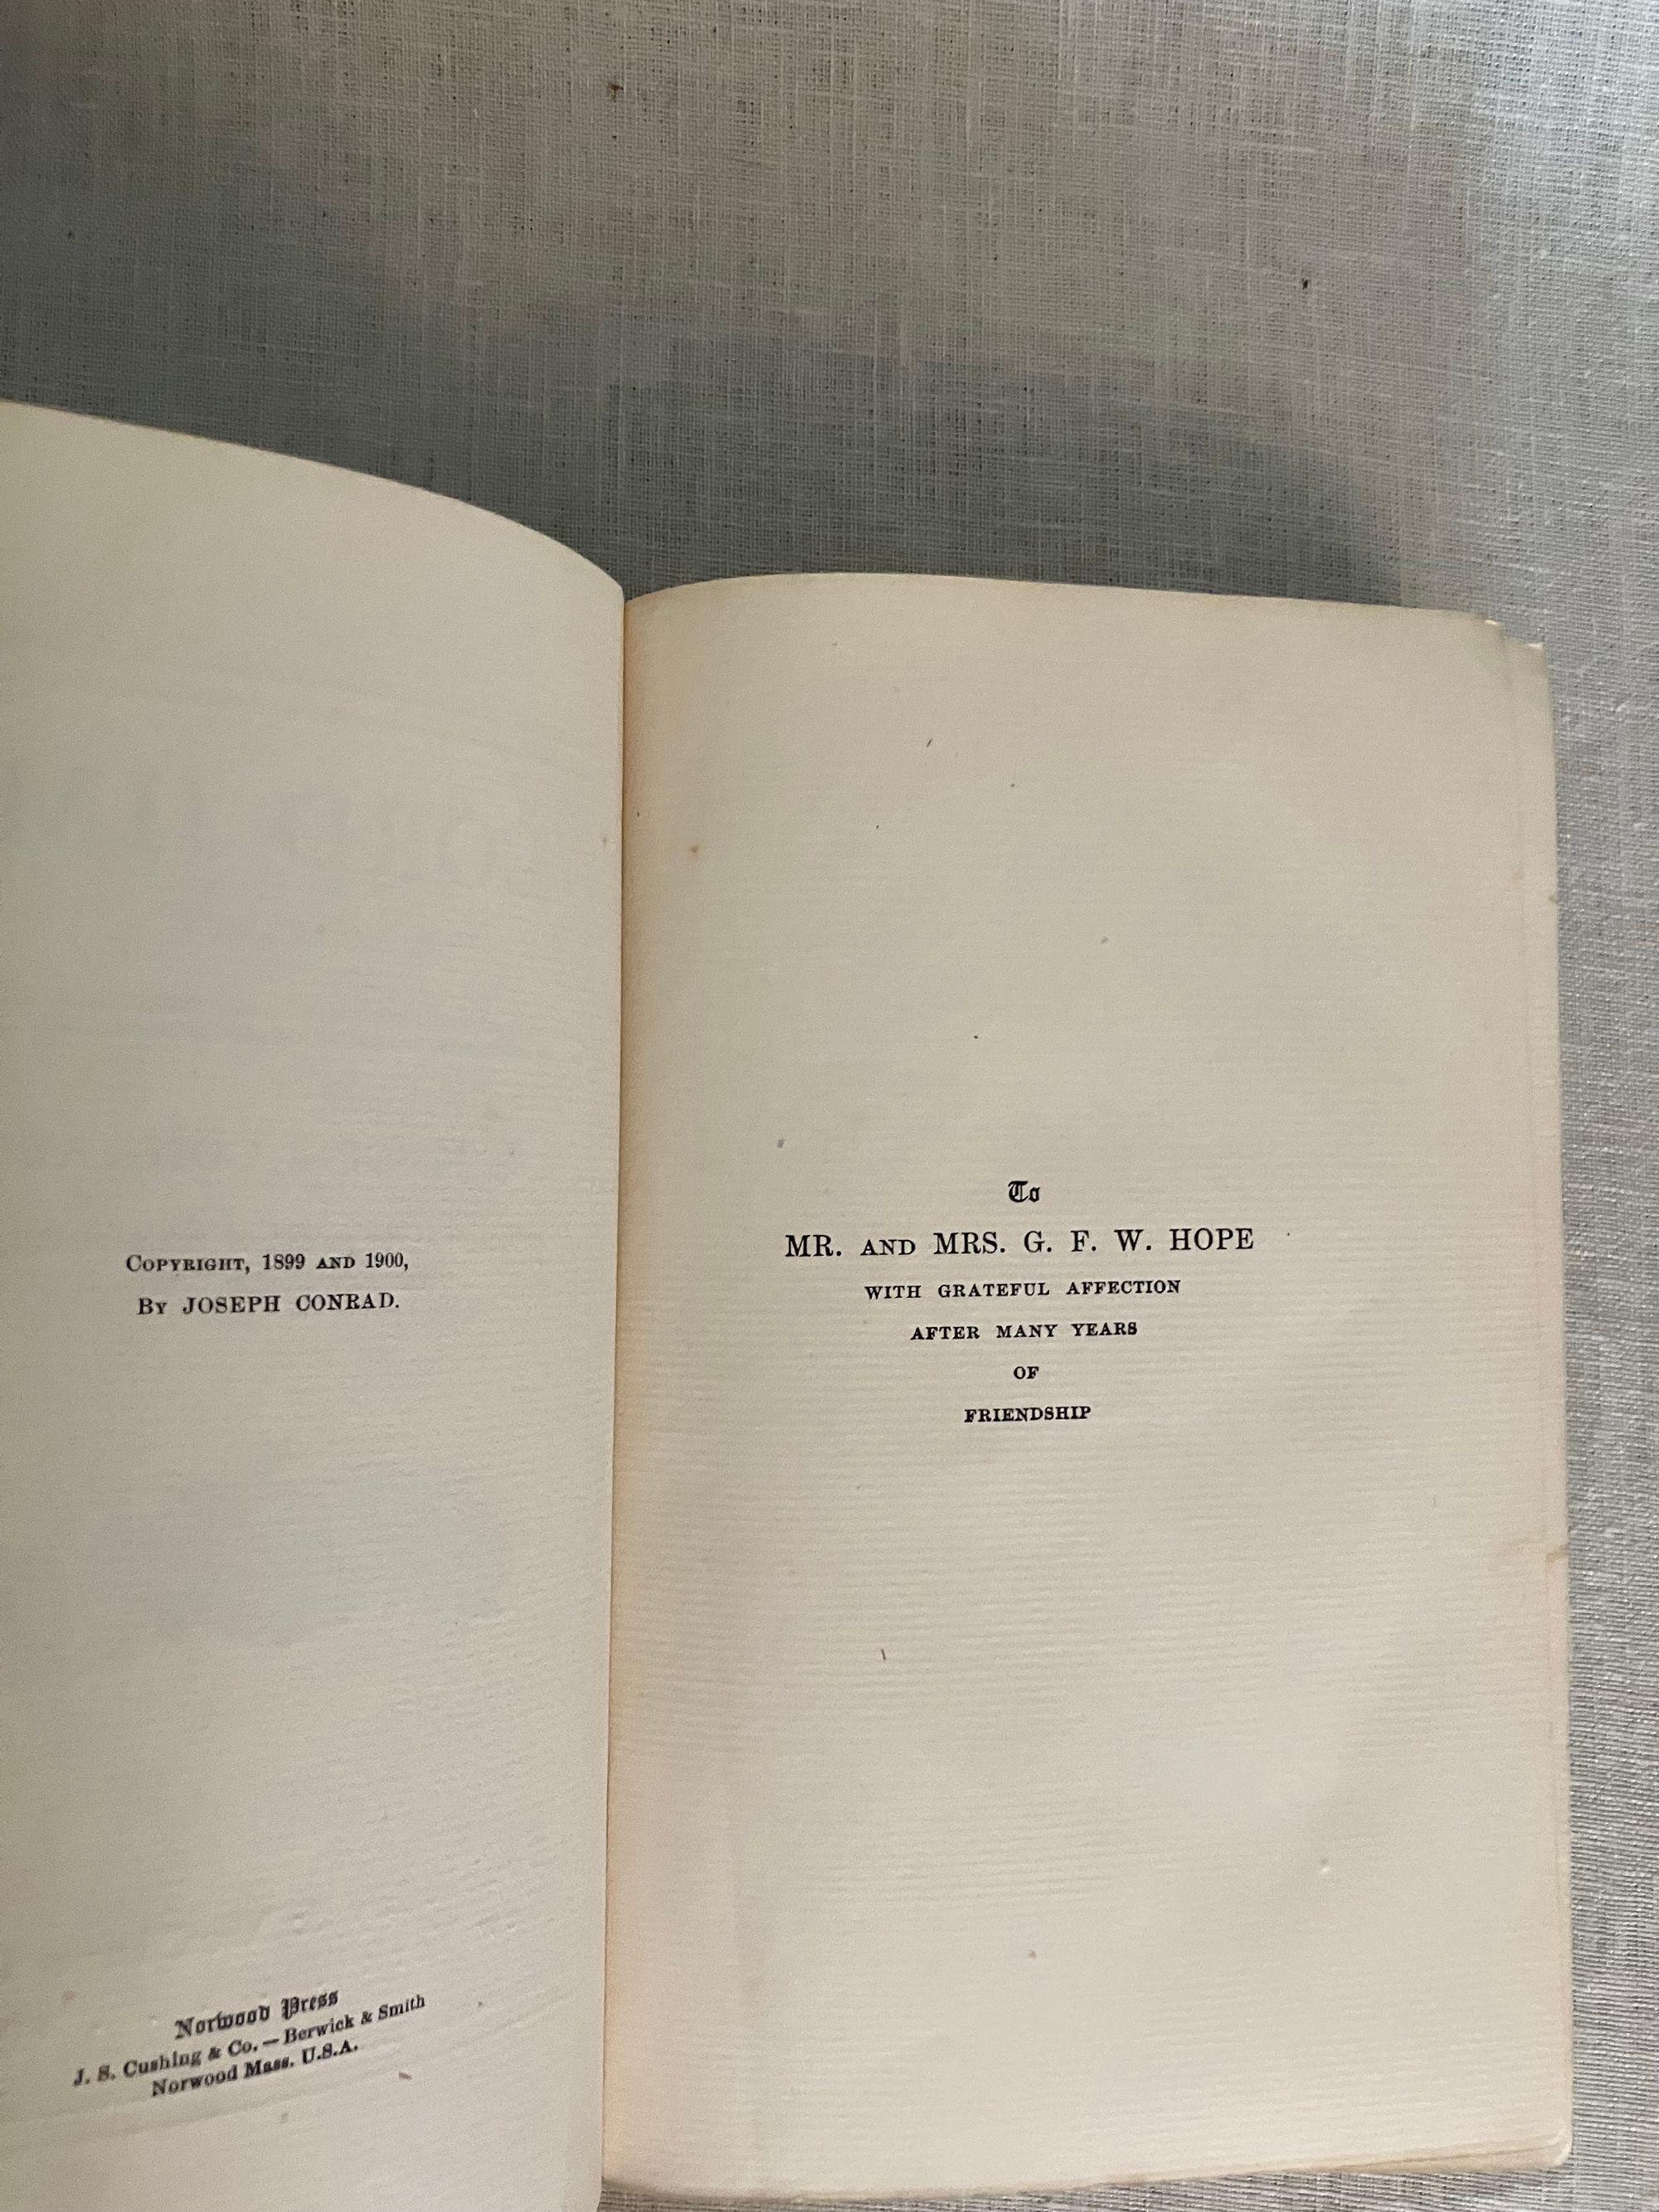 COPYRIGHT, 1899 AND 1900,
BY JOSEPH CONRAD.
Norwood Press
J. S. Cushing & Co. — Berwick & Smith
Norwood Mass. U.S.A.
To
MR. AND MRS. G. F. W. HOPE
WITH GRATEFUL AFFECTION
AFTER MANY YEARS
OF
FRIENDSHIP